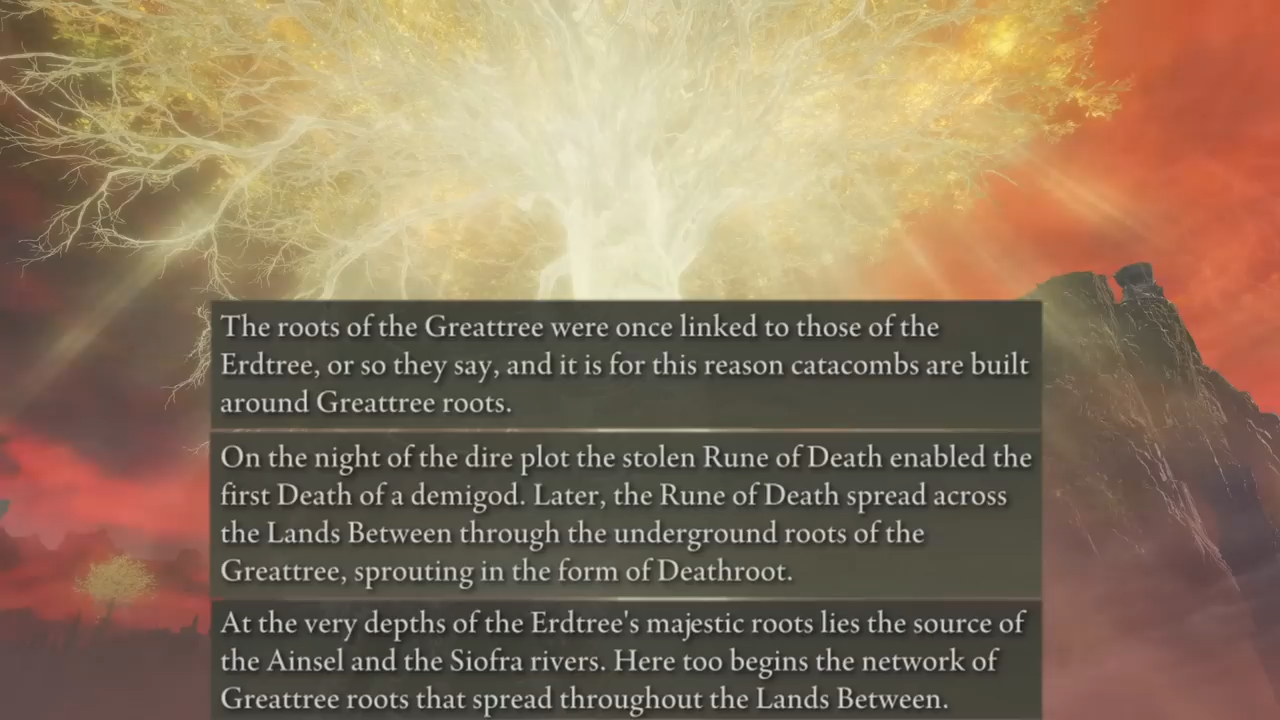 The roots of the Greattree were once linked to those of the
Erdtree, or so they say, and it is for this reason catacombs are built
around Greattree roots.
On the night of the dire plot the stolen Rune of Death enabled the
first Death of a demigod. Later, the Rune of Death spread across
the Lands Between through the underground roots of the
Greattree, sprouting in the form of Deathroot.
At the very depths of the Erdtree's majestic roots lies the source of
the Ainsel and the Siofra rivers. Here too begins the network of
Greattree roots that spread throughout the Lands Between.